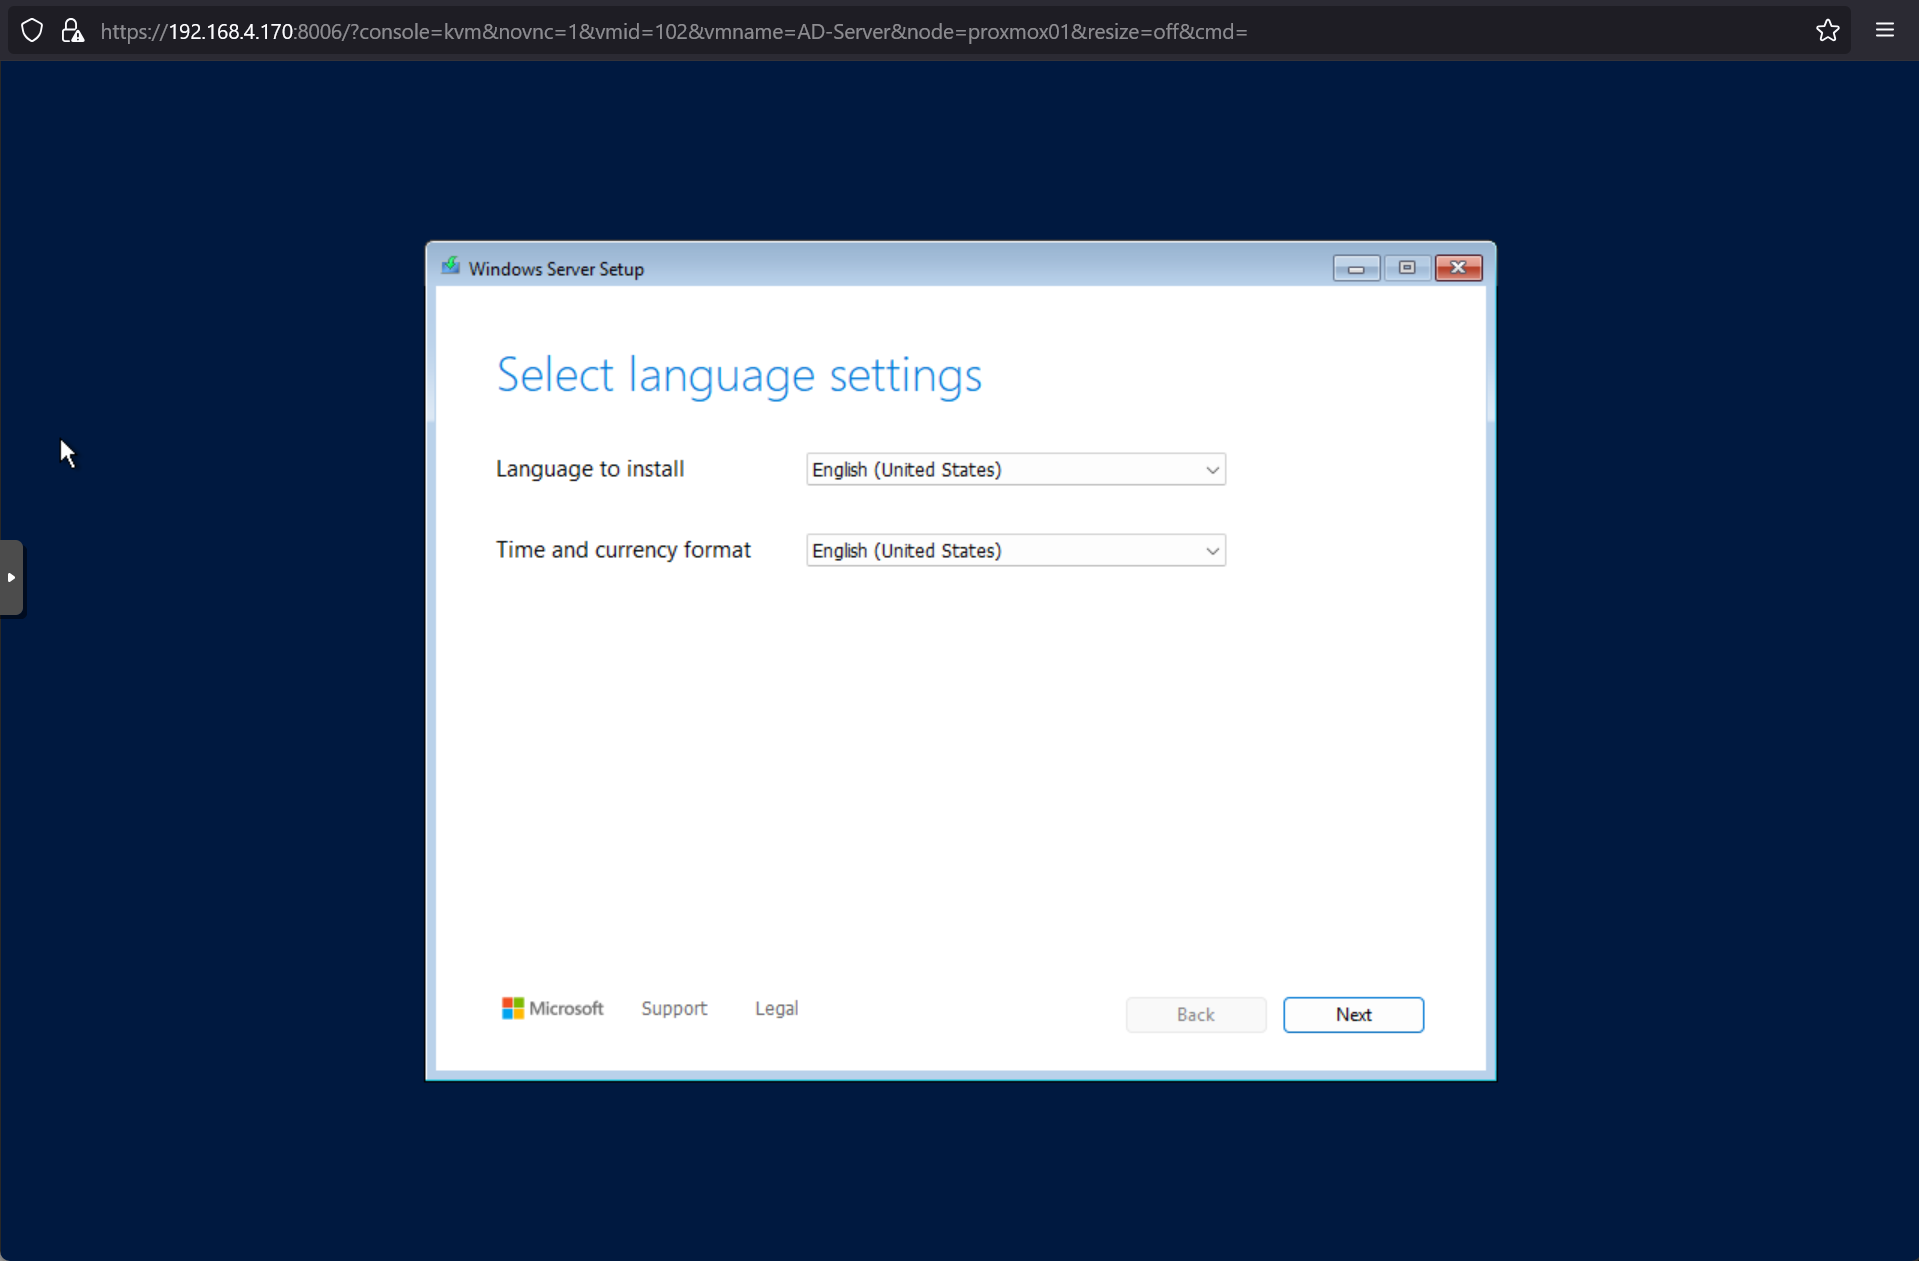 https://192.168.4.170:8006/?console=kvm&novnc=1&vmid=102&vmname=AD-Server&node=proxmox01&resize=off&cmd=
Windows Server Setup
Select language settings
Language to install English (United States)
Time and currency format English (United States)
Microsoft Support Legal Back Next